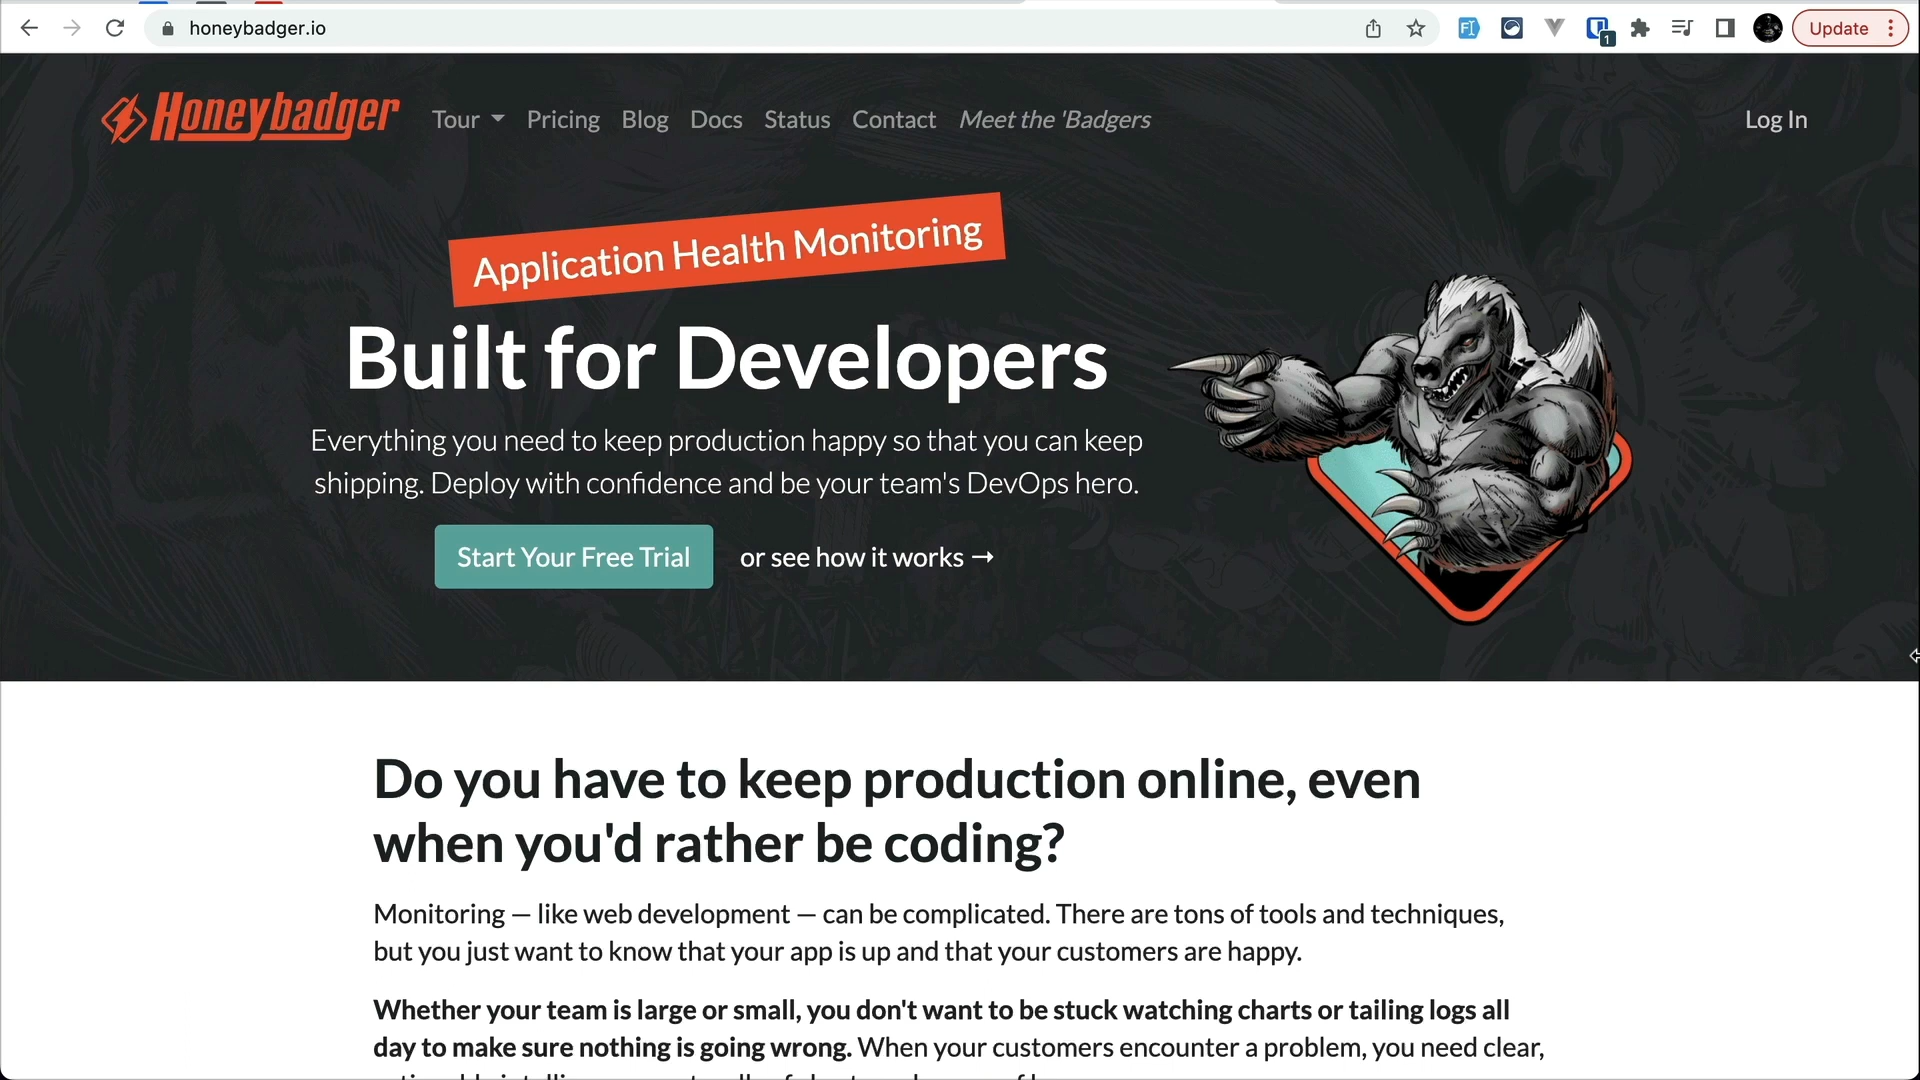 honeybadger.io
1
Update
Honeybadger
Tour
Pricing
Blog
Docs
Status
Contact
Meet the 'Badgers
Log In
Application Health Monitoring
Built for Developers
Everything you need to keep production happy so that you can keep
shipping. Deploy with confidence and be your team's DevOps hero.
Start Your Free Trial
or see how it works →
Do you have to keep production online, even
when you'd rather be coding?
Monitoring — like web development — can be complicated. There are tons of tools and techniques,
but you just want to know that your app is up and that your customers are happy.
Whether your team is large or small, you don't want to be stuck watching charts or tailing logs all
day to make sure nothing is going wrong. When your customers encounter a problem, you need clear,